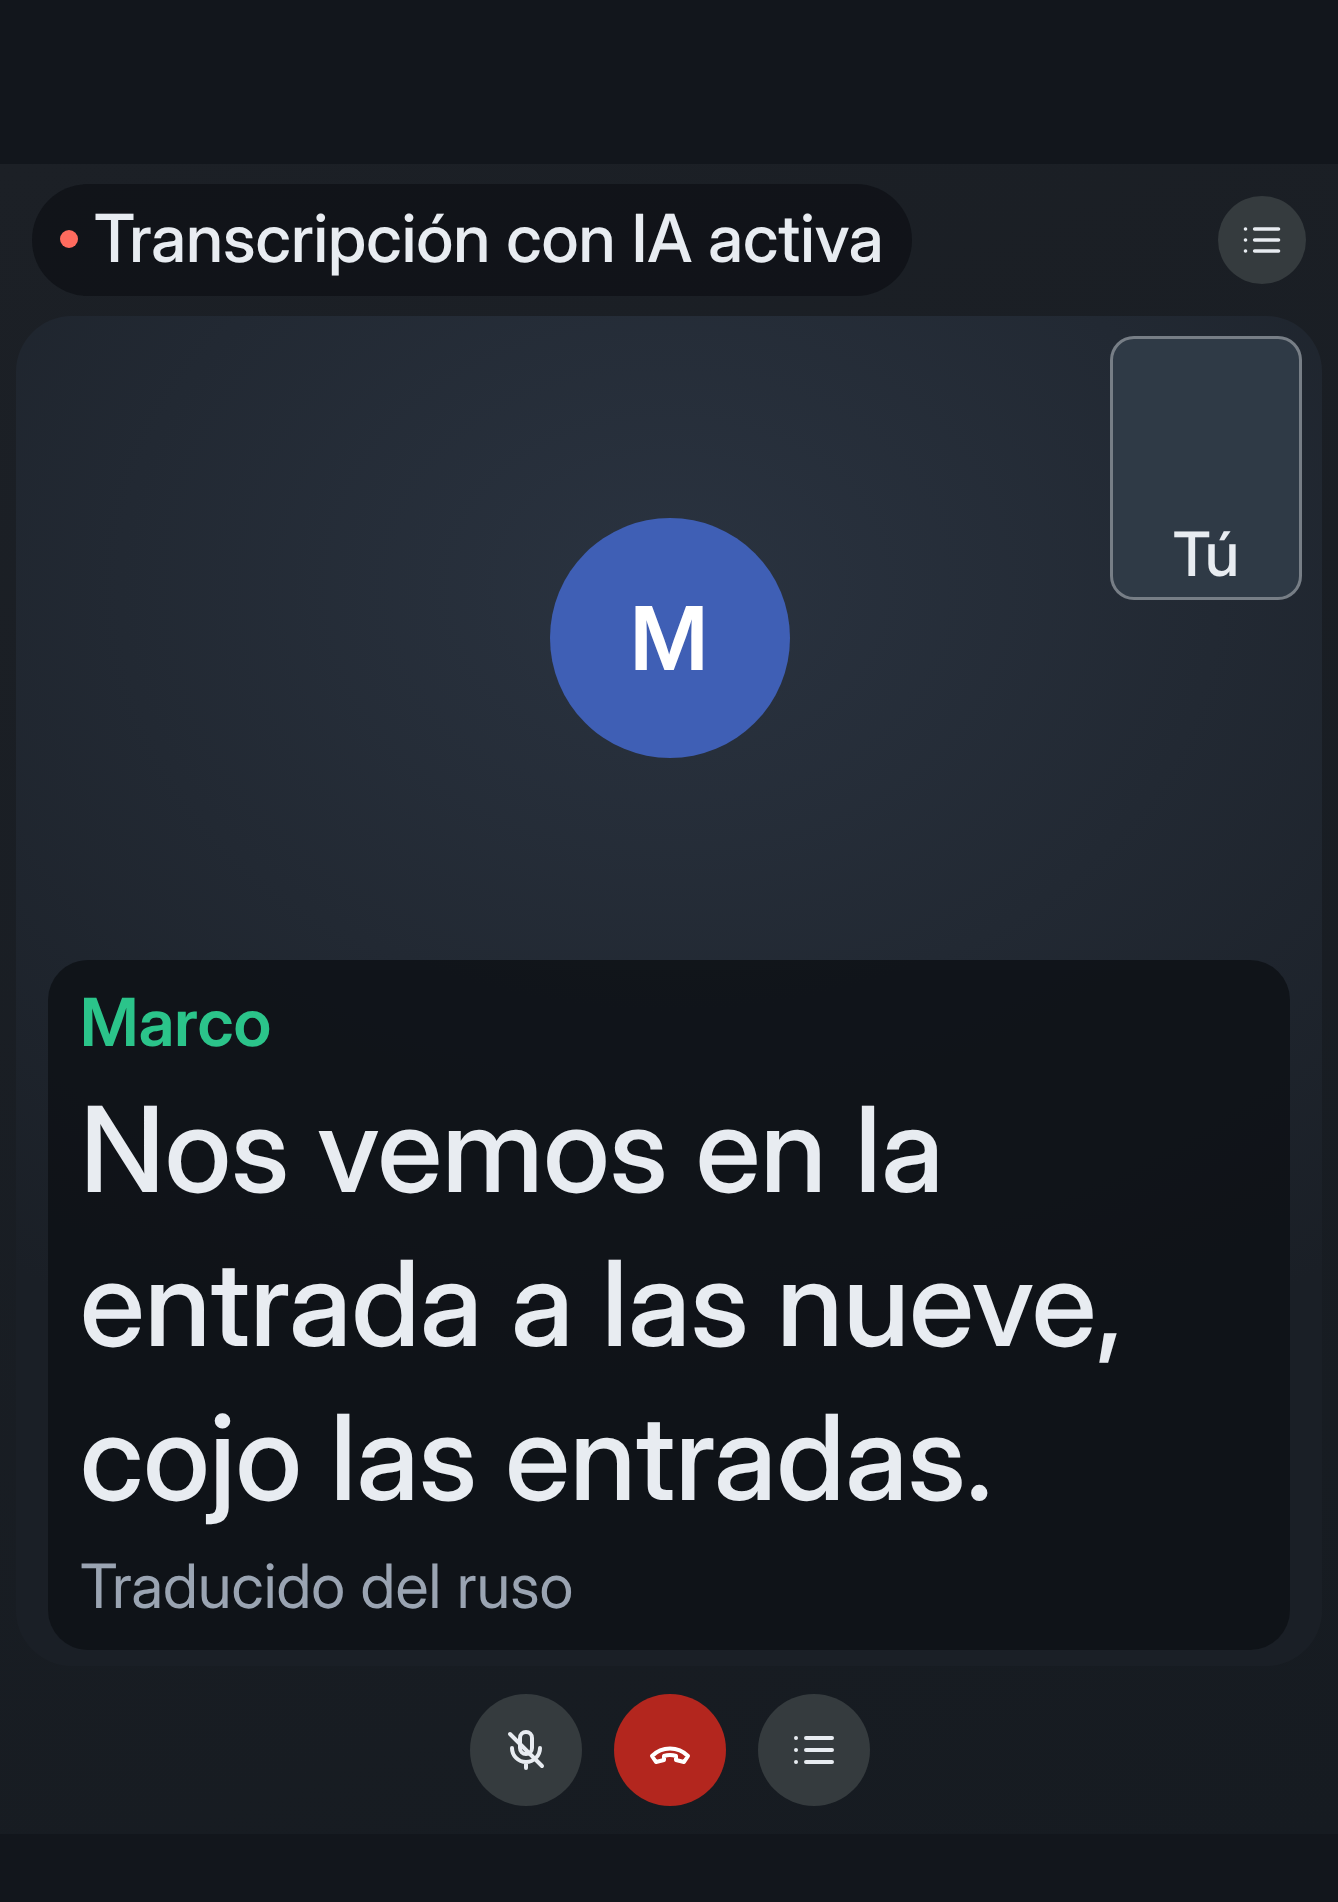 Transcripción con IA activa
Tú
M
Marco
Nos vemos en la
entrada a las nueve,
cojo las entradas.
Traducido del ruso